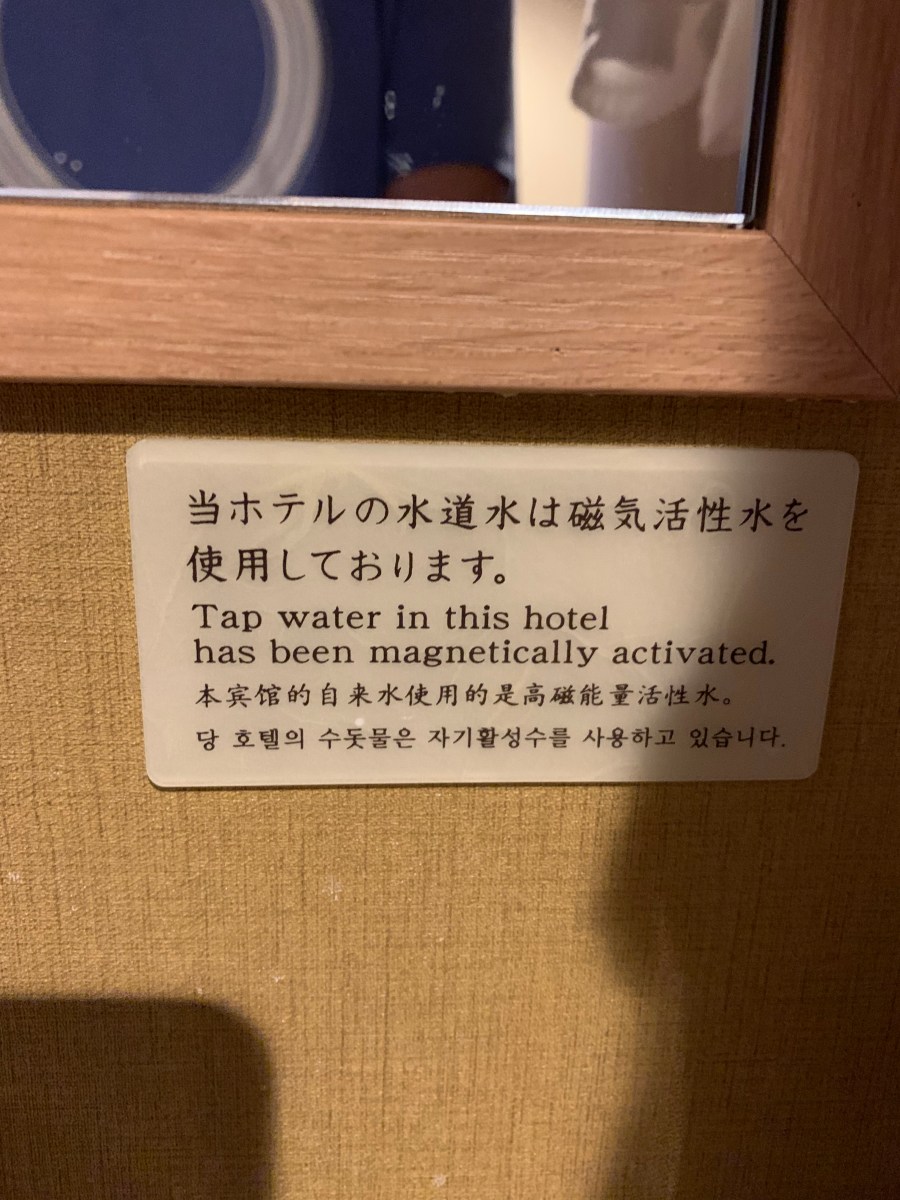 当ホテルの水道水は磁気活性水を
使用しております。
Tap water in this hotel
has been magnetically activated.
本宾馆的自来水使用的是高磁能量活性水。
당 호텔의 수돗물은 자기활성수를 사용하고 있습니다.